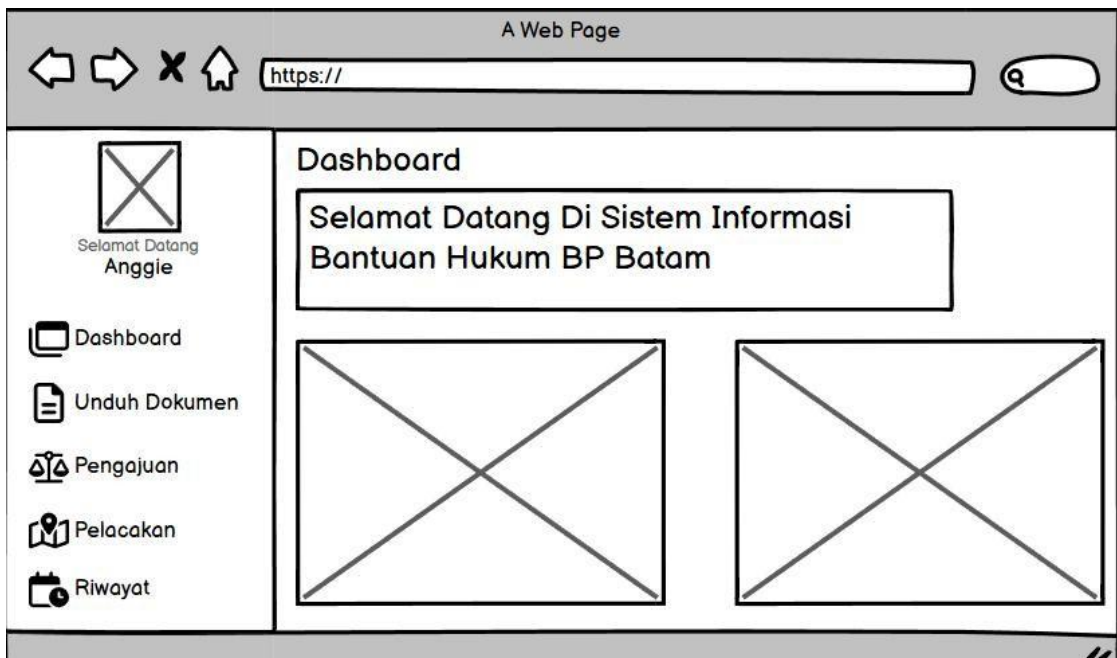 A Web Page
https://
Selamat Datang
Anggie
Dashboard
Unduh Dokumen
Pengajuan
Pelacakan
Riwayat
Dashboard
Selamat Datang Di Sistem Informasi
Bantuan Hukum BP Batam